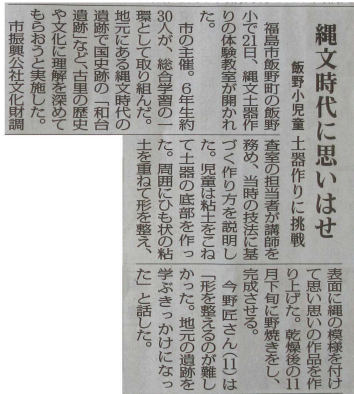 縄文時代に思いはせ
飯野小児童 土器作りに挑戦
福島市飯野町の飯野
小で21日、縄文土器作
りの体験教室が開かれ
た。
市の主催。６年生約
30人が、総合学習の一
環として取り組んだ。
地元にある縄文時代の
遺跡で国史跡の「和台
遺跡」など、古里の歴史
や文化に理解を深めて
もらおうと実施した。
市振興公社文化財調
査室の担当者が講師を
務め、当時の技法に基
づく作り方を説明し
た。児童は粘土をこね
て土器の底部を作っ
た。周囲にひも状の粘
土を重ねて形を整え、
表面に縄の模様を付け
て思い思いの作品を作
り上げた。乾燥後の11
月下旬に野焼きをし、
完成させる。
今野匠さん(11)は
「形を整えるのが難し
かった。地元の遺跡を
学ぶきっかけになっ
た」と話した。